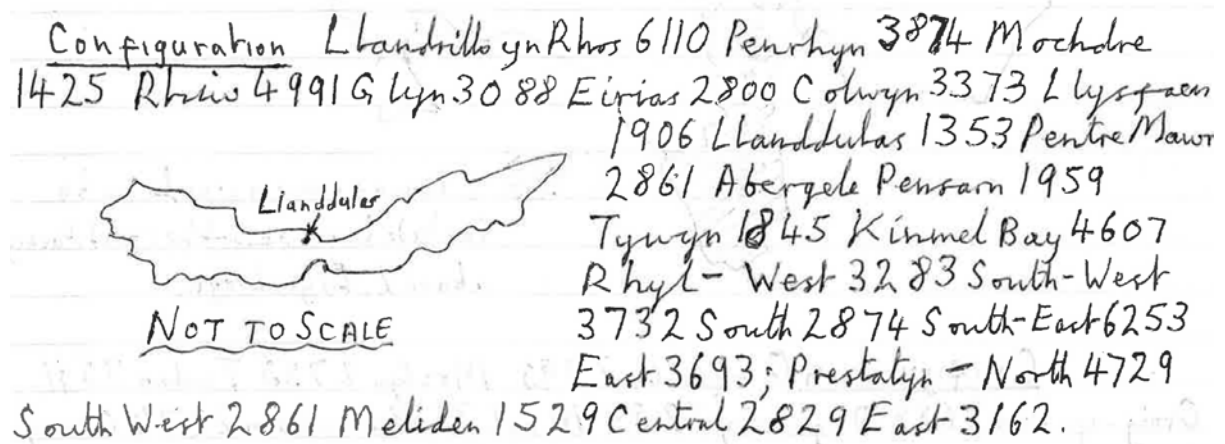 Configuration Llandrillo yn Rhos 6110 Penrhyn 3874 Mochdre
1425 Rhiw 4991 Glyn 3088 Eirias 2800 Colwyn 3373 Llysfaen
1906 Llanddulas 1353 Pentre Mawr
2861 Abergele Pensarn 1959
Llanddulas
Tywyn 1845 Kinmel Bay 4607
Rhyl - West 3283 South-West
NOT TO SCALE
3732 South 2874 South-East 6253
East 3693; Prestatyn - North 4729
South West 2861 Meliden 1529 Central 2829 East 3162.